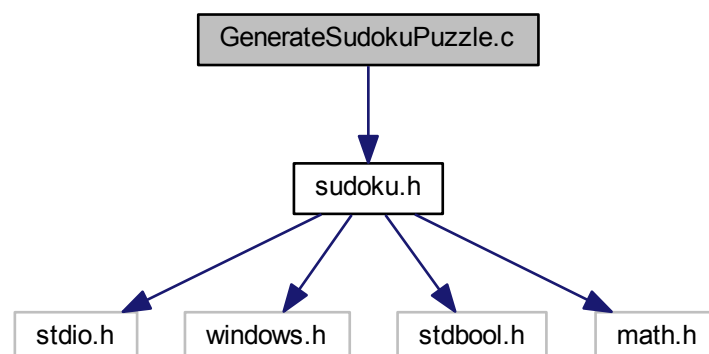 GenerateSudokuPuzzle.c
sudoku.h
stdio.h
windows.h
stdbool.h
math.h